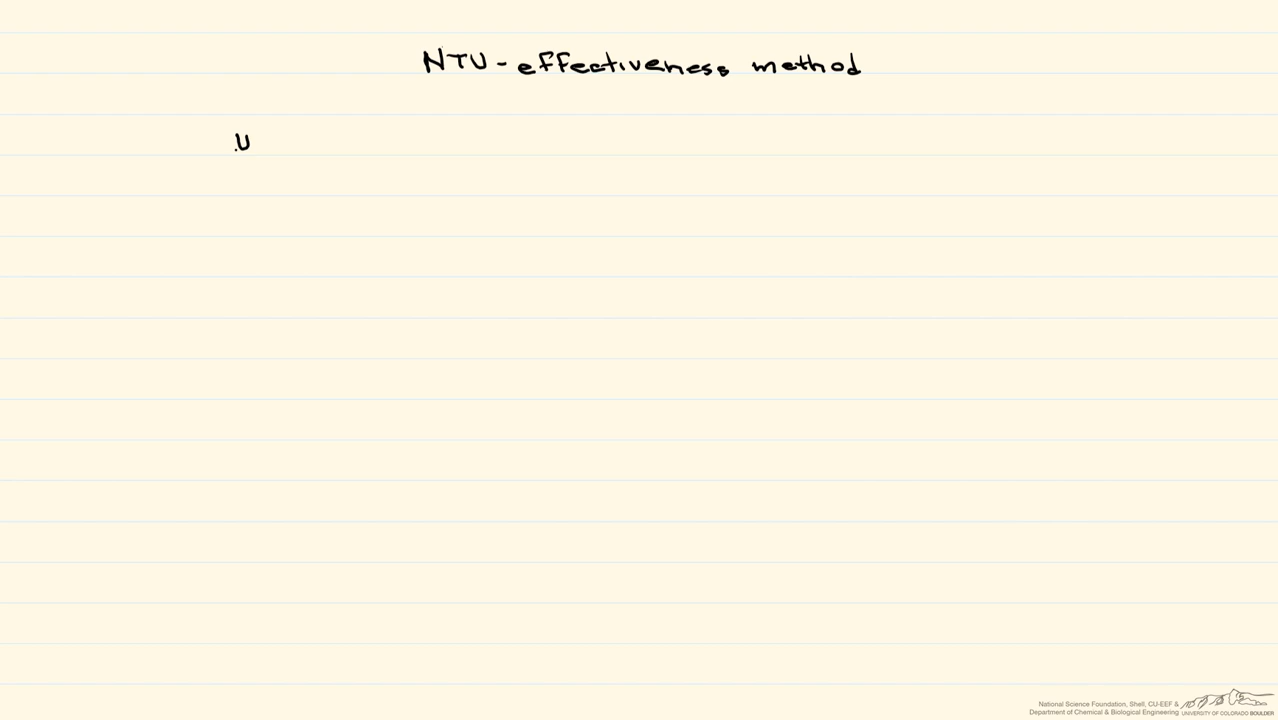 NTU - effectiveness method
.U
National Science Foundation, Shell, CU-EEF &
Department of Chemical & Biological Engineering UNIVERSITY OF COLORADO BOULDER